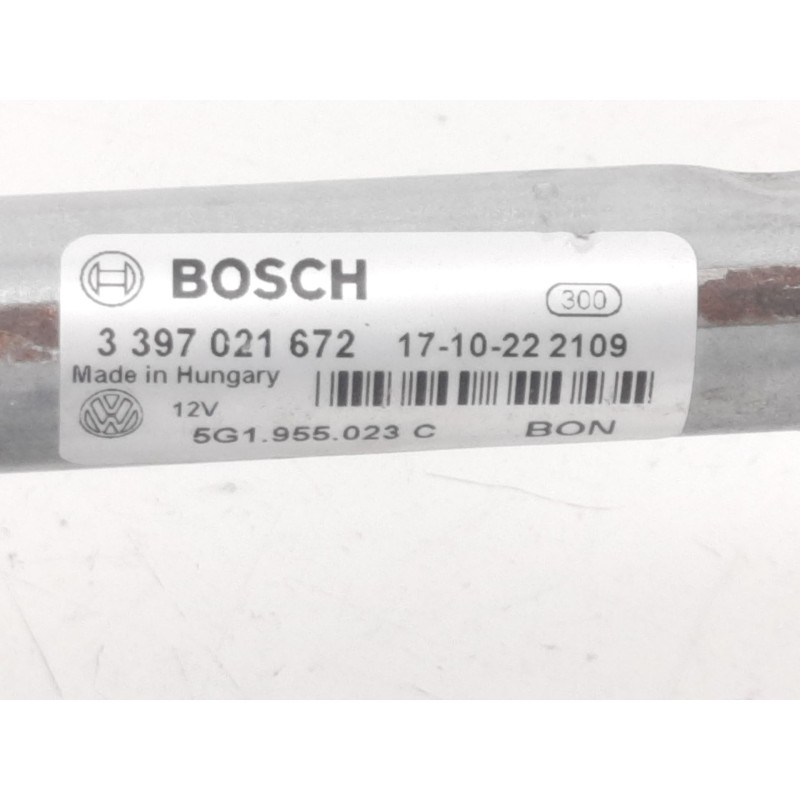 BOSCH
300
3 397 021 672 17-10-22 2109
Made in Hungary
12V
5G1.955.023 C BON